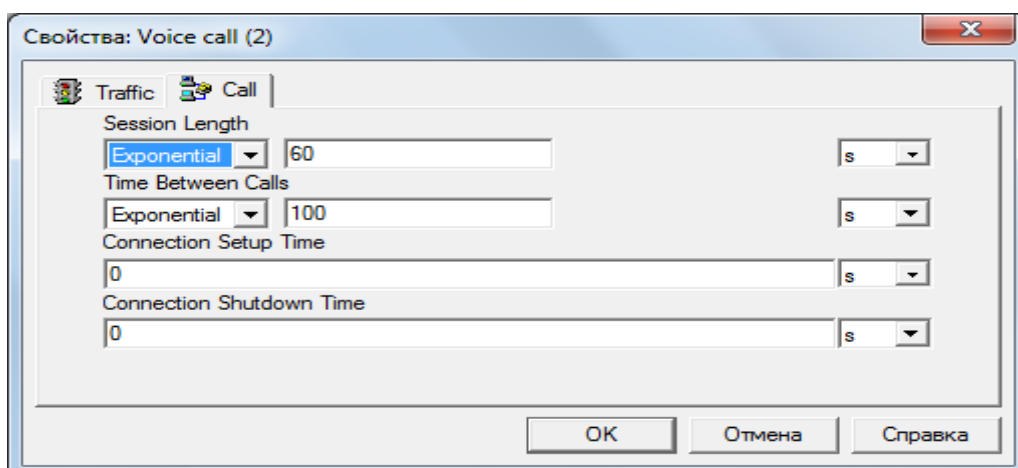 Свойства: Voice call (2)
Traffic Call
Session Length
Exponential 60 s
Time Between Calls
Exponential 100 s
Connection Setup Time
0 s
Connection Shutdown Time
0 s
OK Отмена Справка